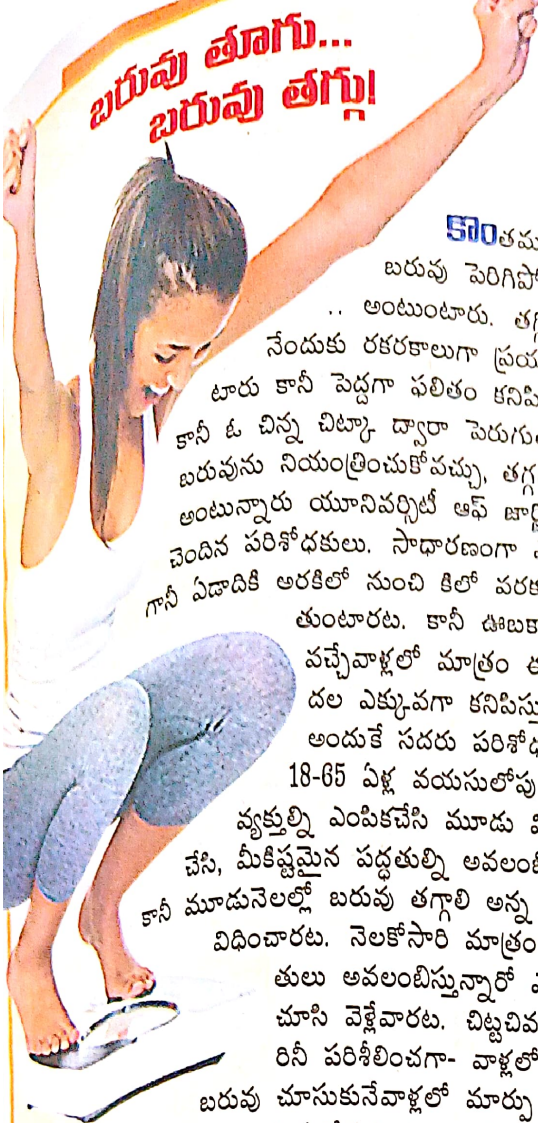 బరువు తూగు...
బరువు తగ్గు!
కొంతమ
బరువు పెరిగిపో
.. అంటుంటారు. తగ్
నేందుకు రకరకాలుగా ప్రయ
టారు కానీ పెద్దగా ఫలితం కనిపి
కానీ ఓ చిన్న చిట్కా ద్వారా పెరుగు
బరువును నియంత్రించుకోవచ్చు, తగ్గ
అంటున్నారు యూనివర్సిటీ ఆఫ్ జార్జి
చెందిన పరిశోధకులు. సాధారణంగా
గానీ ఏడాదికి అరకిలో నుంచి కిలో వరక
తుంటారట. కానీ ఊబకా
వచ్చేవాళ్లలో మాత్రం ఈ
దల ఎక్కువగా కనిపిస్తు
అందుకే సదరు పరిశోధ
18-65 ఏళ్ల వయసులోపు
వ్యక్తుల్ని ఎంపికచేసి మూడు
చేసి, మీకిష్టమైన పద్ధతుల్ని అవలం
కానీ మూడునెలల్లో బరువు తగ్గాలి అన్న
విధించారట. నెలకోసారి మాత్రం
తులు అవలంబిస్తున్నారో
చూసి వెళ్లేవారట. చిట్టచివ
రినీ పరిశీలించగా- వాళ్లలో
బరువు చూసుకునేవాళ్లలో మార్పు